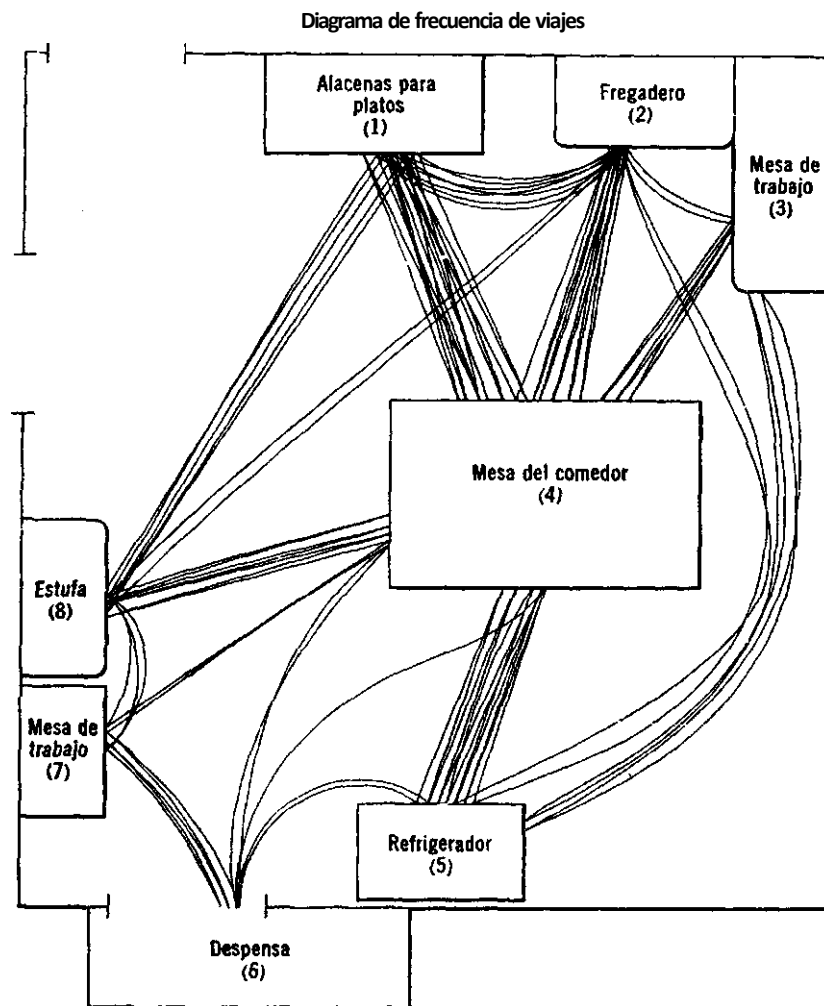 Diagrama de frecuencia de viajes
Alacenas para
platos
(1)
Fregadero
(2)
Mesa de
trabajo
(3)
Mesa del comedor
(4)
Estufa
(8)
Mesa de
trabajo
(7)
Refrigerador
(5)
Despensa
(6)